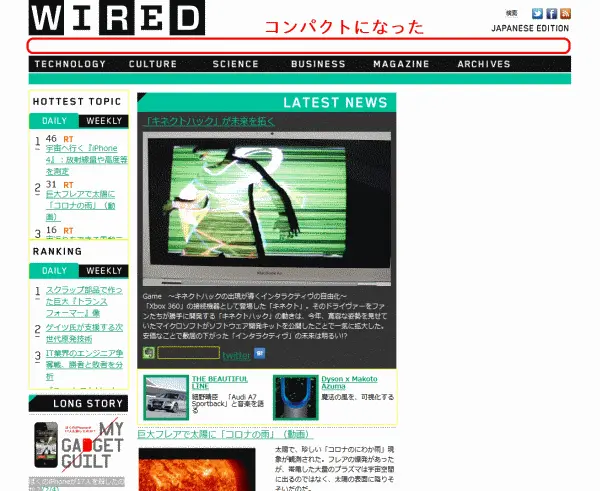 WIRED
コンパクトになった
検索
JAPANESE EDITION
TECHNOLOGY CULTURE SCIENCE BUSINESS MAGAZINE ARCHIVES
HOTTEST TOPIC
DAILY WEEKLY
1 46 RT
宇宙へ行く『iPhone
4』:放射線量や高度等
を測定
2 31 RT
巨大フレアで太陽に
「コロナの雨」(動
画)
3 16 RT
RANKING
DAILY WEEKLY
1 スクラップ部品で作っ
た巨大『トランス
フォーマー』像
2 ゲイツ氏が支援する次
世代原発技術
3 IT業界のエンジニア争
奪戦、勝者と敗者を分
析
LONG STORY
MY
GADGET
GUILT
ぼくのiPhoneが17人を殺したの
LATEST NEWS
「キネクトハック」が未来を拓く
MacBook Air
Game ～キネクトハックの出現が導くインタラクティヴの自由化～
「Xbox 360」の接続機器として登場した「キネクト」。そのドライヴァーをファ
ンたちが勝手に開発する「キネクトハック」の動きは、今年、寛容な姿勢を見せて
いたマイクロソフトがソフトウェア開発キットを公開したことで一気に拡大した。
安価なことで敷居の下がった「インタラクティヴ」の未来は明るい!?
twitter
THE BEAUTIFUL
LINE
細野晴臣 「Audi A7
Sportback」と音楽を語
る
Dyson x Makoto
Azuma
魔法の風を、可視化する
巨大フレアで太陽に「コロナの雨」(動画)
太陽で、珍しい「コロナのにわか雨」現
象が観測された。フレアの爆発があっ
が、帯電した大量のプラズマは宇宙空間
に出るのではなく、太陽の表面に降りそ
そいだのだ。